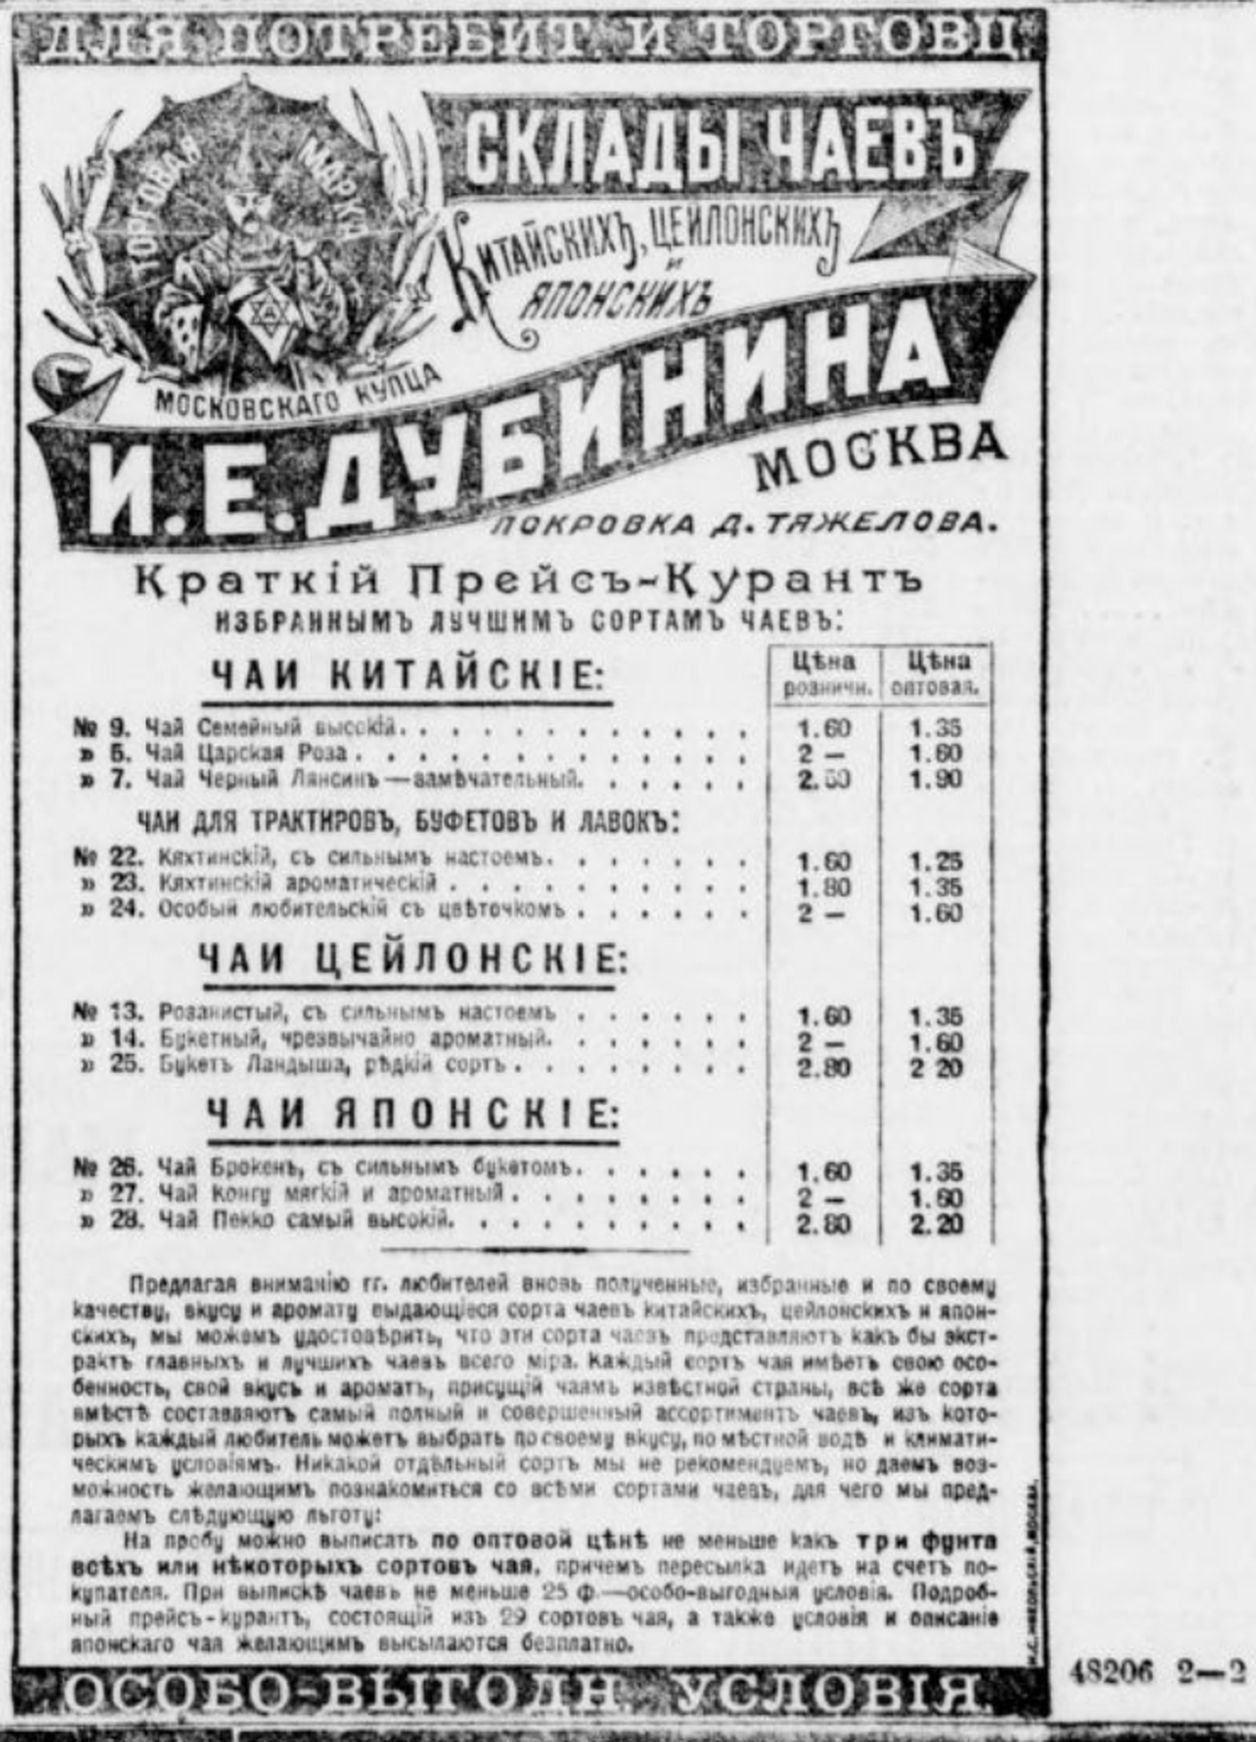 ДЛЯ ПОТРЕБИТ. И ТОРГОВЦ.
ТОРГОВАЯ МАРКА
СКЛАДЫ ЧАЕВЪ
КИТАЙСКИХЪ, ЦЕЙЛОНСКИХЪ
И
ЯПОНСКИХЪ
МОСКОВСКАГО КУПЦА
И.Е. ДУБИНИНА
МОСКВА
ПОКРОВКА Д. ТЯЖЕЛОВА.
Краткій Прейсъ-Курантъ
ИЗБРАННЫМЪ ЛУЧШИМЪ СОРТАМЪ ЧАЕВЪ:
ЧАИ КИТАЙСКІЕ: Цѣна розничн. Цѣна оптовая.
№ 9. Чай Семейный высокій. 1.60 1.35
» 5. Чай Царская Роза. 2 — 1.60
» 7. Чай Черный Лянсинъ—замѣчательный. 2.50 1.90
ЧАИ ДЛЯ ТРАКТИРОВЪ, БУФЕТОВЪ И ЛАВОКЪ:
№ 22. Кяхтинскій, съ сильнымъ настоемъ. 1.60 1.25
» 23. Кяхтинскій ароматическій. 1.80 1.35
» 24. Особый любительскій съ цвѣточкомъ. 2 — 1.60
ЧАИ ЦЕЙЛОНСКІЕ:
№ 13. Розанистый, съ сильнымъ настоемъ. 1.60 1.35
» 14. Букетный, чрезвычайно ароматный. 2 — 1.60
» 25. Букетъ Ландыша, рѣдкій сортъ. 2.80 2 20
ЧАИ ЯПОНСКІЕ:
№ 26. Чай Брокенъ, съ сильнымъ букетомъ. 1.60 1.35
» 27. Чай Конгу мягкій и ароматный. 2 — 1.60
» 28. Чай Пекко самый высокій. 2.80 2.20
Предлагая вниманію гг. любителей вновь полученные, избранные и по своему
качеству, вкусу и аромату выдающіеся сорта чаевъ китайскихъ, цейлонскихъ и япон-
скихъ, мы можемъ удостовѣрить, что эти сорта чаевъ представляютъ какъ бы экст-
рактъ главныхъ и лучшихъ чаевъ всего міра. Каждый сортъ чая имѣетъ свою осо-
бенность, свой вкусъ и ароматъ, присущій чаямъ извѣстной страны, всѣ же сорта
вмѣстѣ составляютъ самый полный и совершенный ассортиментъ чаевъ, изъ кото-
рыхъ каждый любитель можетъ выбрать по своему вкусу, по мѣстной водѣ и климати-
ческимъ условіямъ. Никакой отдѣльный сортъ мы не рекомендуемъ, но даемъ воз-
можность желающимъ познакомиться со всѣми сортами чаевъ, для чего мы пред-
лагаемъ слѣдующую льготу:
На пробу можно выписать по оптовой цѣнѣ не меньше какъ три фунта
всѣхъ или нѣкоторыхъ сортовъ чая, причемъ пересылка идетъ на счетъ по-
купателя. При выпискѣ чаевъ не меньше 25 ф.—особо-выгодныя условія. Подроб-
ный прейсъ-курантъ, состоящій изъ 29 сортовъ чая, а также условія и описаніе
японскаго чая желающимъ высылаются безплатно.
ОСОБО-ВЫГОДН. УСЛОВІЯ.
48206 2—2